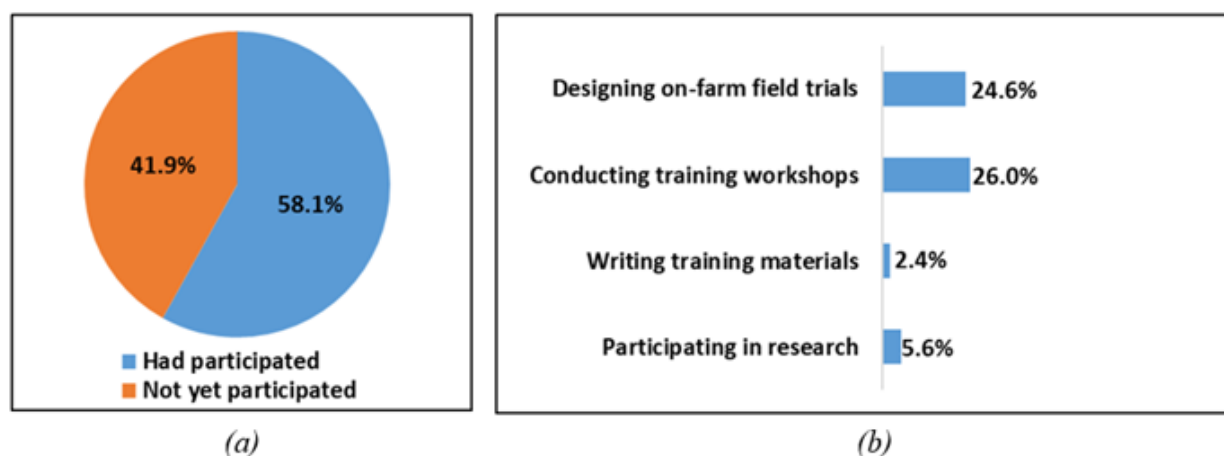 41.9%
58.1%
Had participated
Not yet participated
(a)
Designing on-farm field trials 24.6%
Conducting training workshops 26.0%
Writing training materials 2.4%
Participating in research 5.6%
(b)